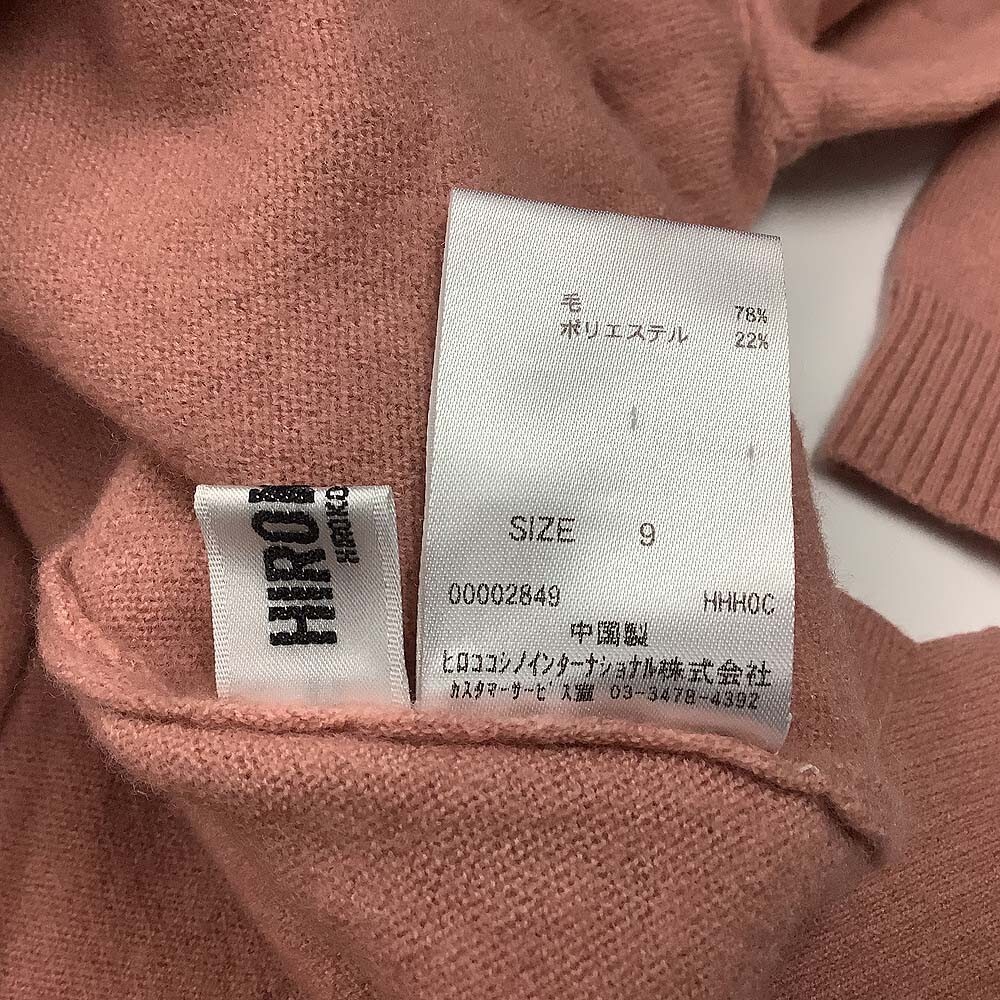 毛 78%
ポリエステル 22%
SIZE 9
00002849 HHH0C
中国製
ヒロココシノインターナショナル株式会社
カスタマーサービス室 03-3478-4392
HIRO
HIROKO